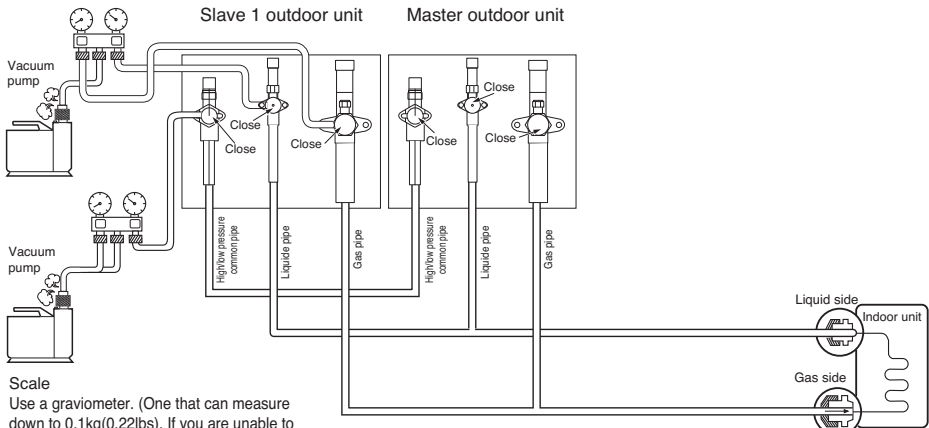 Slave 1 outdoor unit
Master outdoor unit
Vacuum
pump
Close
Close
Close
Close
Close
Close
High/low pressure
common pipe
Liquide pipe
Gas pipe
High/low pressure
common pipe
Liquide pipe
Gas pipe
Vacuum
pump
Liquid side
Indoor unit
Gas side
Scale
Use a graviometer. (One that can measure
down to 0.1kg(0.22lbs). If you are unable to